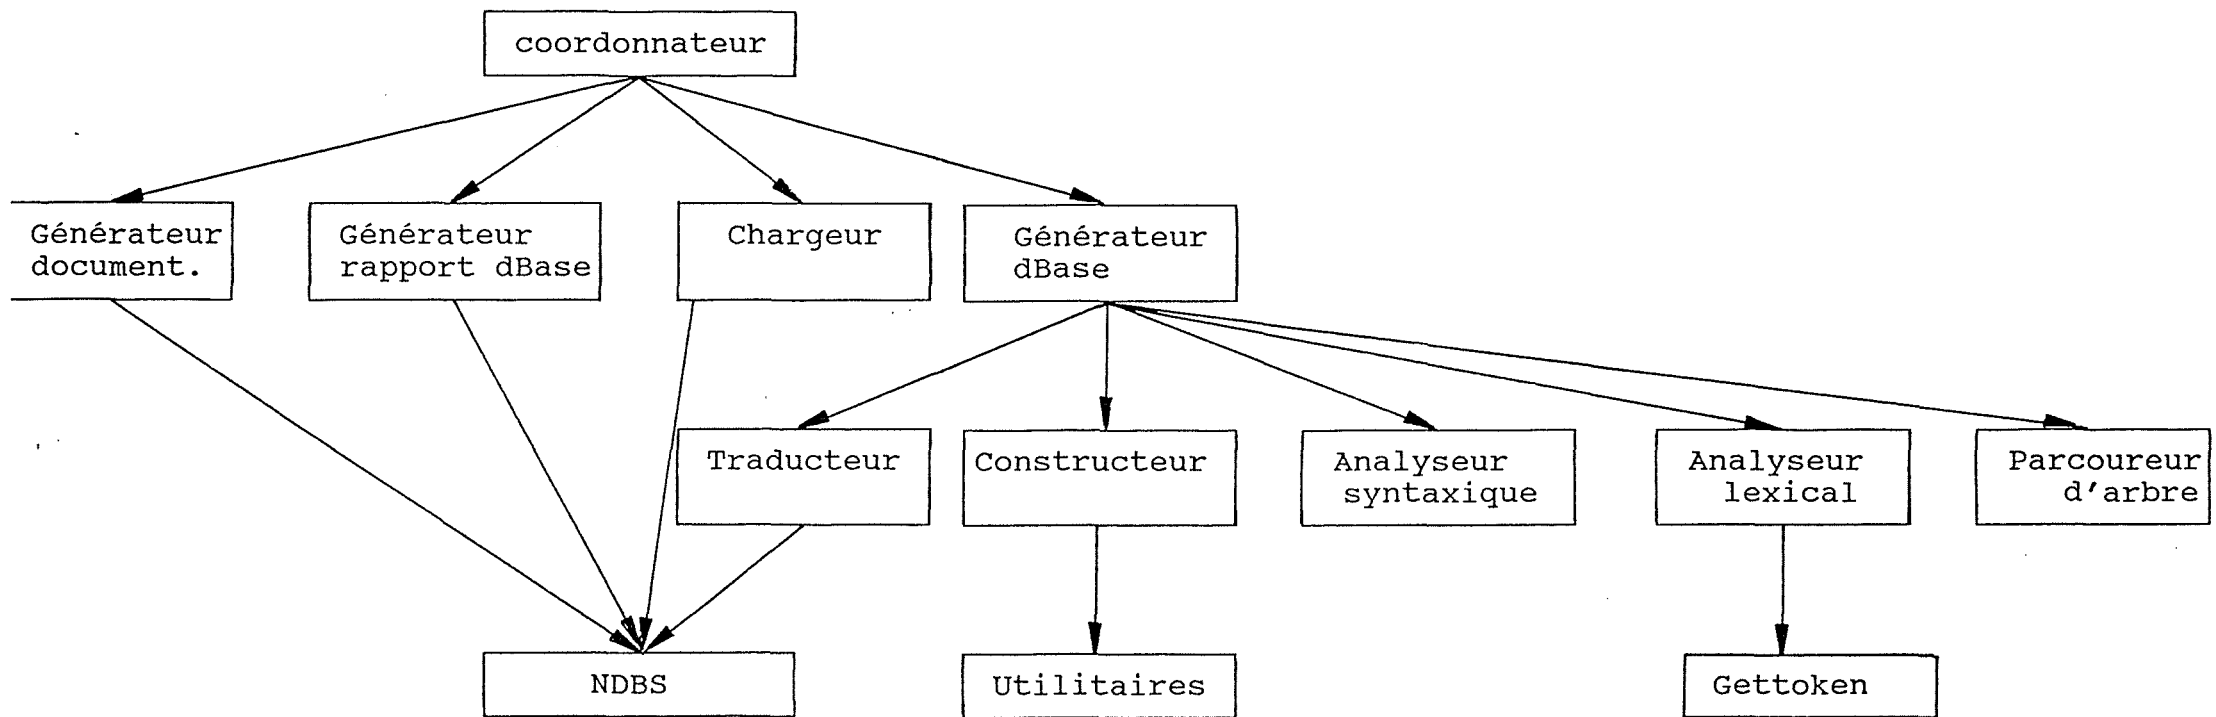 coordonnateur
Générateur
document.
Générateur
rapport dBase
Chargeur
Générateur
dBase
Traducteur
Constructeur
Analyseur
syntaxique
Analyseur
lexical
Parcoureur
d'arbre
NDBS
Utilitaires
Gettoken